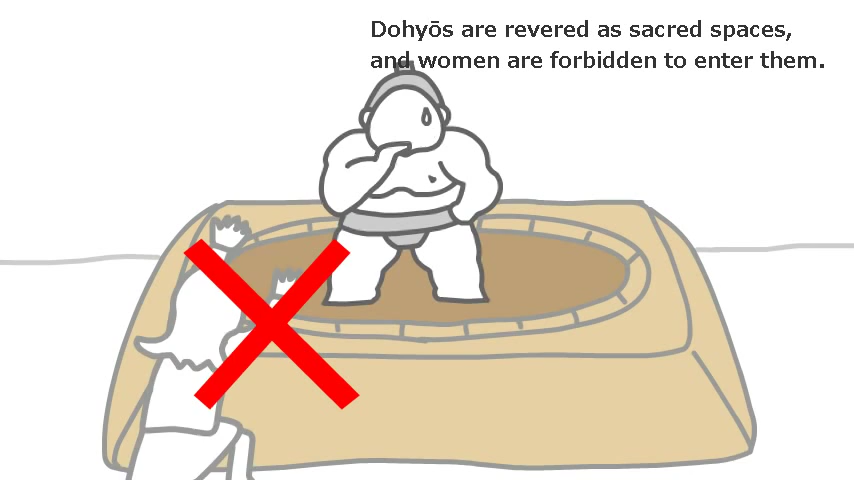 Dohyōs are revered as sacred spaces,
and women are forbidden to enter them.